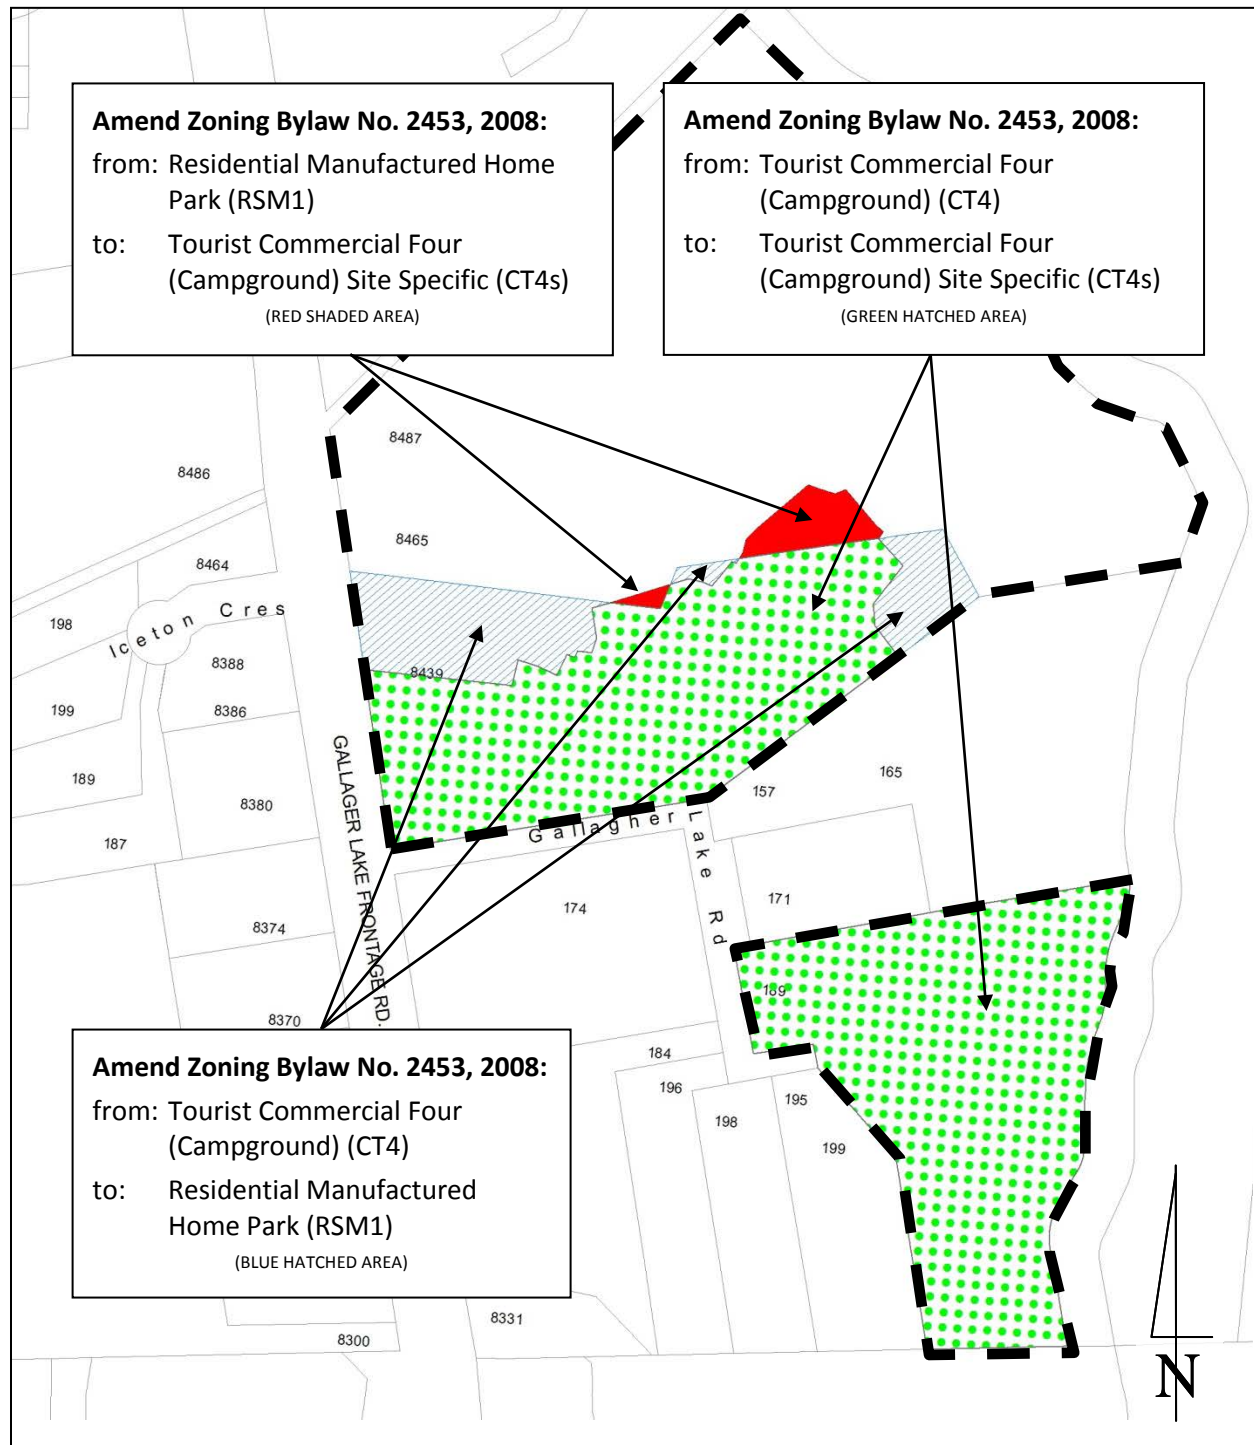 Amend Zoning Bylaw No. 2453, 2008:
from: Residential Manufactured Home
Park (RSM1)
to: Tourist Commercial Four
(Campground) Site Specific (CT4s)
(RED SHADED AREA)
Amend Zoning Bylaw No. 2453, 2008:
from: Tourist Commercial Four
(Campground) (CT4)
to: Tourist Commercial Four
(Campground) Site Specific (CT4s)
(GREEN HATCHED AREA)
8487
8486
8465
8464
198
Iceton Cres
8388
8439
199
8386
189
8380
187
GALLAGER LAKE FRONTAGE RD.
165
157
Gallagher Lake Rd
174
171
8374
189
8370
184
196
195
198
199
Amend Zoning Bylaw No. 2453, 2008:
from: Tourist Commercial Four
(Campground) (CT4)
to: Residential Manufactured
Home Park (RSM1)
(BLUE HATCHED AREA)
8331
8300
N